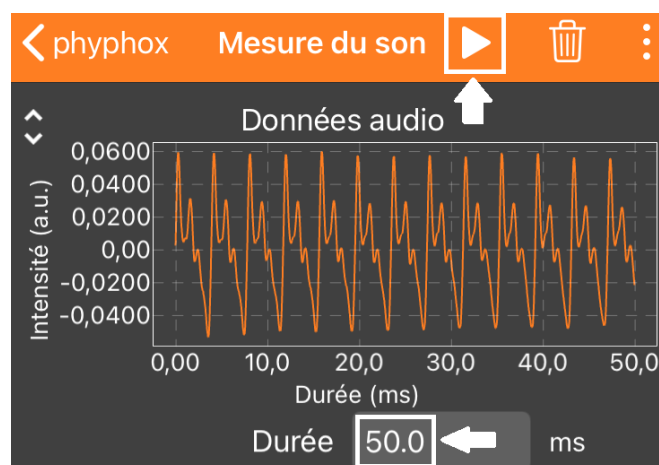 phyphox Mesure du son
Données audio
0,0600
0,0400
0,0200
0,00
-0,0200
-0,0400
Intensité (a.u.)
0,00 10,0 20,0 30,0 40,0 50,0
Durée (ms)
Durée 50.0 ms